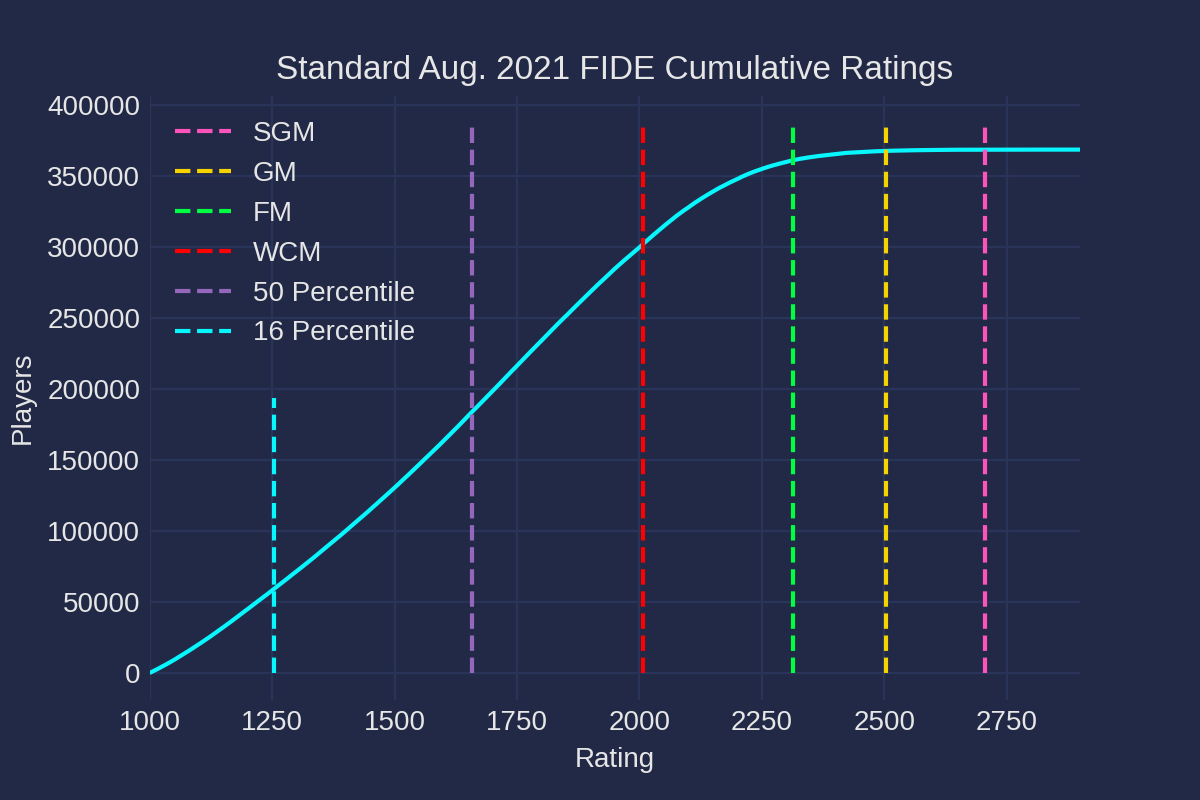 Standard Aug. 2021 FIDE Cumulative Ratings
400000
350000
300000
250000
200000
150000
100000
50000
0
Players
SGM
GM
FM
WCM
50 Percentile
16 Percentile
1000 1250 1500 1750 2000 2250 2500 2750
Rating